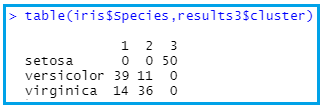 > table(iris$Species,results3$cluster)
1 2 3
setosa 0 0 50
versicolor 39 11 0
virginica 14 36 0